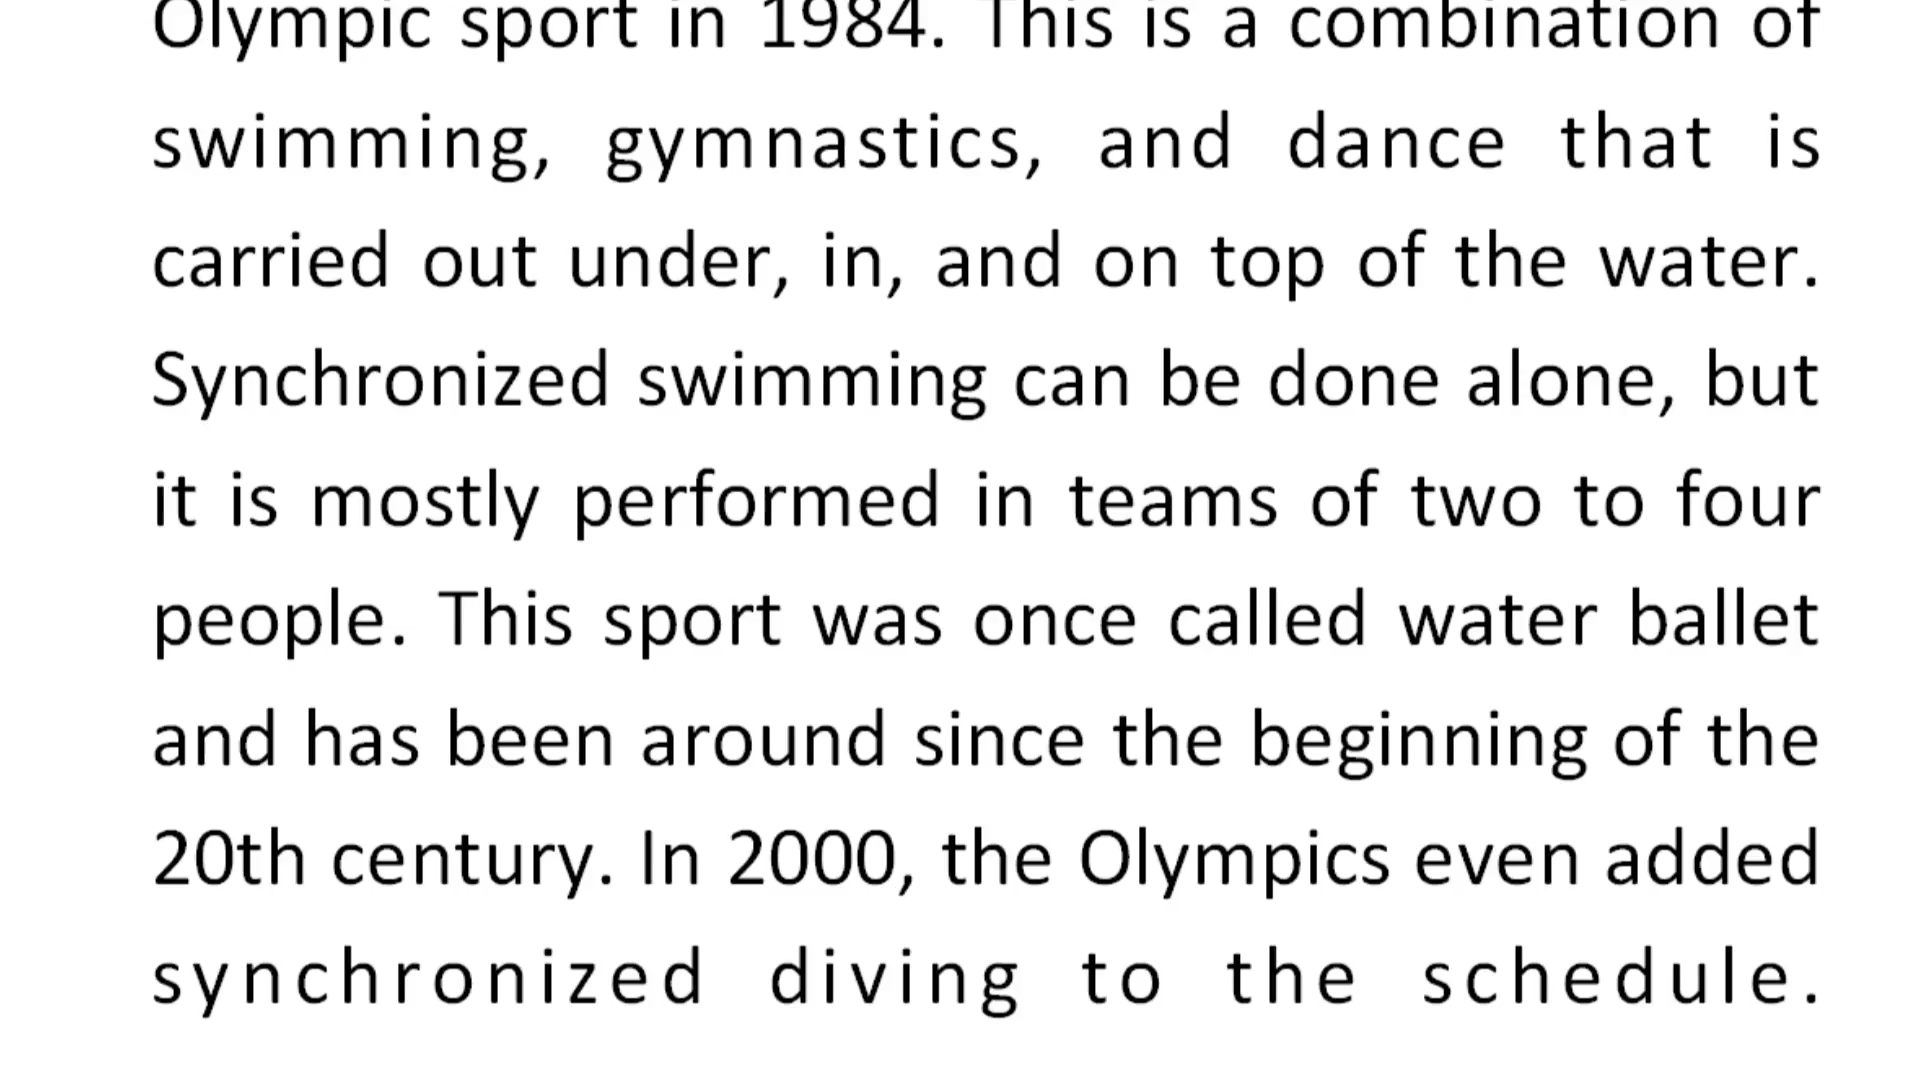 Olympic sport in 1984. This is a combination of
swimming, gymnastics, and dance that is
carried out under, in, and on top of the water.
Synchronized swimming can be done alone, but
it is mostly performed in teams of two to four
people. This sport was once called water ballet
and has been around since the beginning of the
20th century. In 2000, the Olympics even added
synchronized diving to the schedule.